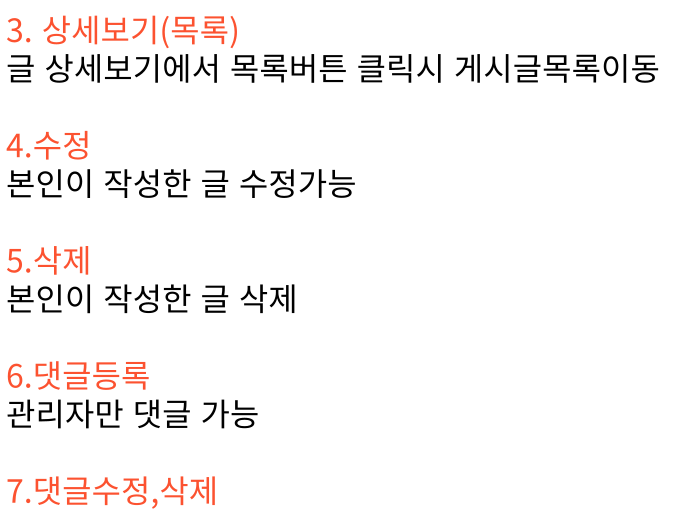 3. 상세보기(목록)
글 상세보기에서 목록버튼 클릭시 게시글목록이동
4.수정
본인이 작성한 글 수정가능
5.삭제
본인이 작성한 글 삭제
6.댓글등록
관리자만 댓글 가능
7.댓글수정,삭제